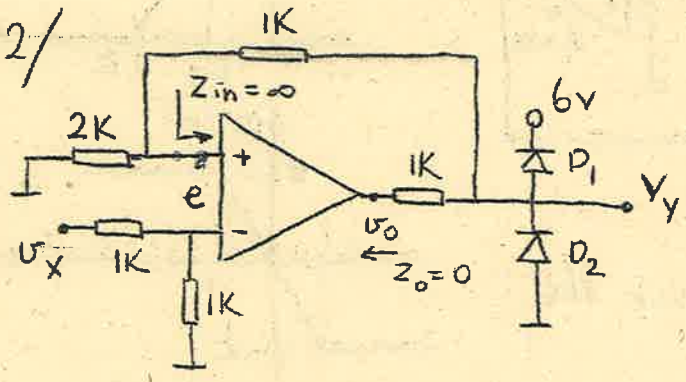 2/
1K
Zin = ∞
6V
2K
+
D1
e
1K
Vy
υo
-
υx
1K
Zo = 0
D2
1K